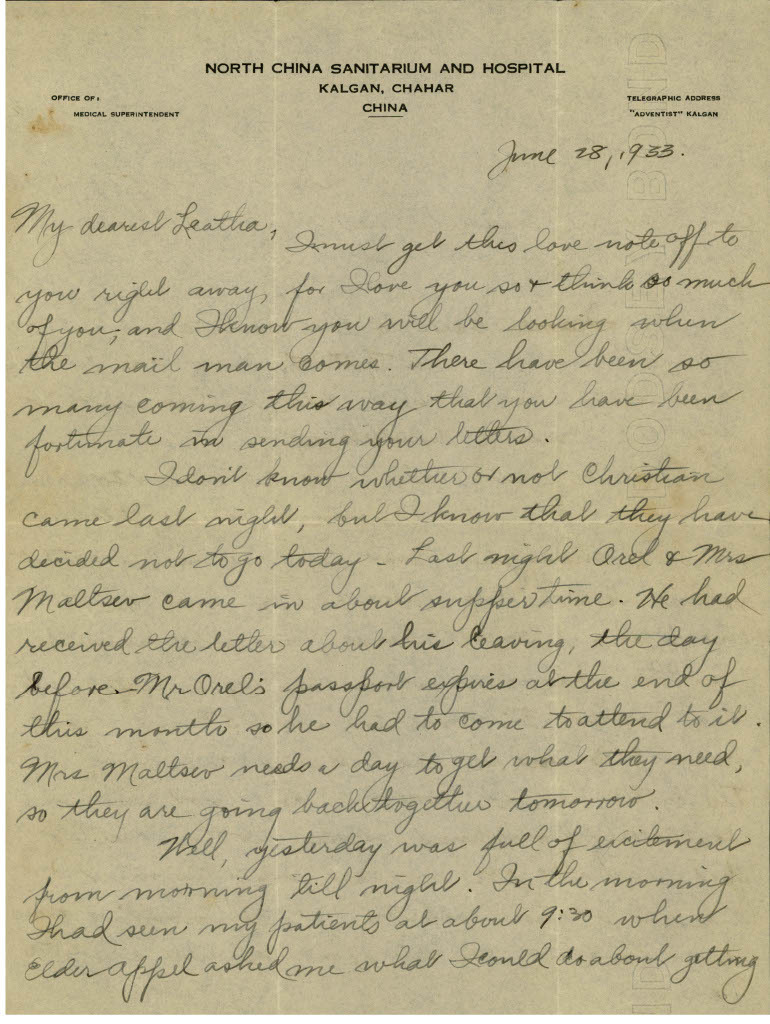 NORTH CHINA SANITARIUM AND HOSPITAL
KALGAN, CHAHAR
CHINA
OFFICE OF:
MEDICAL SUPERINTENDENT
TELEGRAPHIC ADDRESS
"ADVENTIST" KALGAN
June 28, 1933.
My dearest Leatha,
I must get this love note off to
you right away, for I love you so & think so much
of you, and I know you will be looking when
the mail man comes. There have been so
many coming this way that you have been
fortunate in sending your letters.
I don't know whether or not Christian
came last night, but I know that they have
decided not to go today - Last night Orel & Mrs
Maltsev came in about supper time. He had
received the letter about his leaving, the day
before. Mr Orel's passport expires at the end of
this month so he had to come to attend to it.
Mrs Maltsev needs a day to get what they need,
so they are going back together tomorrow.
Well, yesterday was full of excitement
from morning till night. In the morning
I had seen my patients at about 9:30 when
Elder Appel asked me what I could do about getting